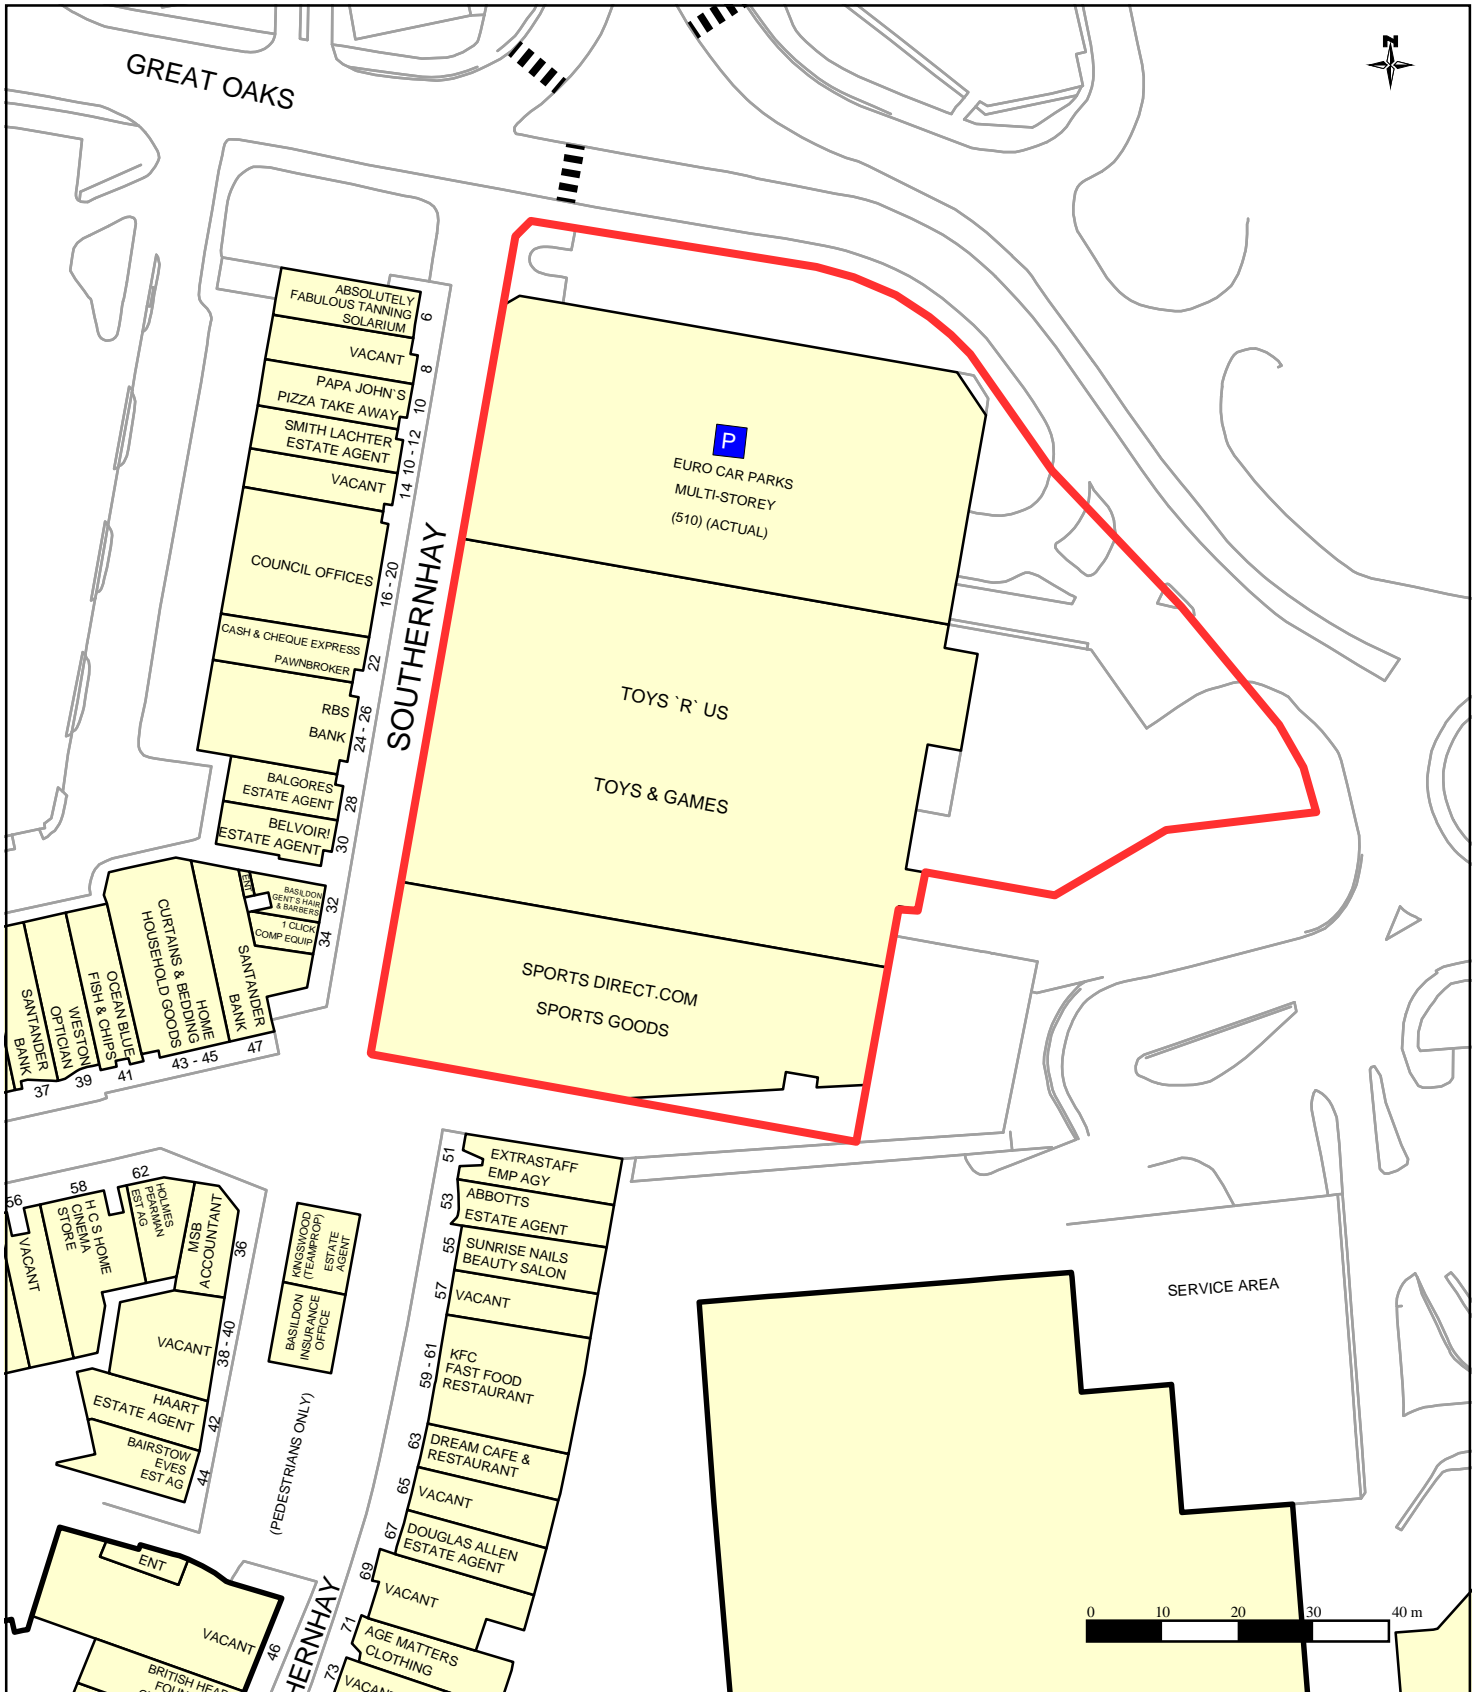 GREAT OAKS
N
ABSOLUTELY
FABULOUS TANNING
SOLARIUM
6
VACANT
8
PAPA JOHN`S
PIZZA TAKE AWAY
10
SMITH LACHTER
ESTATE AGENT
10 - 12
VACANT
14
COUNCIL OFFICES
16 - 20
CASH & CHEQUE EXPRESS
PAWNBROKER
22
RBS
BANK
24 - 26
BALGORES
ESTATE AGENT
28
BELVOIR!
ESTATE AGENT
30
SOUTHERNHAY
P
EURO CAR PARKS
MULTI-STOREY
(510) (ACTUAL)
TOYS `R` US
TOYS & GAMES
SPORTS DIRECT.COM
SPORTS GOODS
ENT
BASILDON
GENT'S HAIR
& BARBERS
32
1 CLICK
COMP EQUIP
34
SANTANDER
BANK
47
HOME
CURTAINS & BEDDING
HOUSEHOLD GOODS
43 - 45
OCEAN BLUE
FISH & CHIPS
41
WESTON
OPTICIAN
39
SANTANDER
BANK
37
56
VACANT
58
H C S HOME
CINEMA
STORE
62
HOLMES
PEARMAN
EST AG
MSB
ACCOUNTANT
36
VACANT
38 - 40
HAART
ESTATE AGENT
42
BAIRSTOW
EVES
EST AG
44
KINGSWOOD
(TEAMPROP)
ESTATE
AGENT
BASILDON
INSURANCE
OFFICE
(PEDESTRIANS ONLY)
51
EXTRASTAFF
EMP AGY
53
ABBOTTS
ESTATE AGENT
55
SUNRISE NAILS
BEAUTY SALON
57
VACANT
59 - 61
KFC
FAST FOOD
RESTAURANT
63
DREAM CAFE &
RESTAURANT
65
VACANT
67
DOUGLAS ALLEN
ESTATE AGENT
69
VACANT
71
AGE MATTERS
CLOTHING
73
ENT
VACANT
46
BRITISH
SERVICE AREA
0 10 20 30 40 m